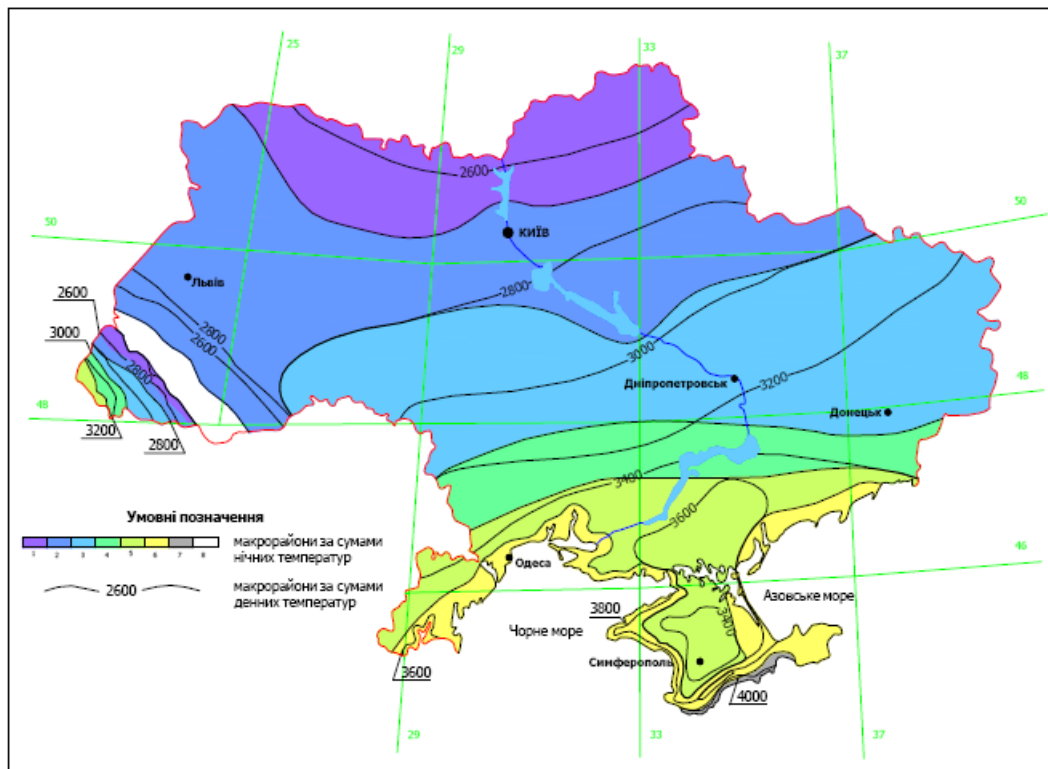 25
29
33
37
2600
50
50
КИЇВ
Львів
2600
3000
2800
2800
2600
2800
3000
3200
Дніпропетровськ
48
48
Донецьк
3200
2800
3400
3600
Умовні позначення
1 2 3 4 5 6 7 8
макрорайони за сумами
нічних температур
2600
макрорайони за сумами
денних температур
Одеса
46
Азовське море
3800
3400
Чорне море
Симферополь
3600
4000
29
33
37